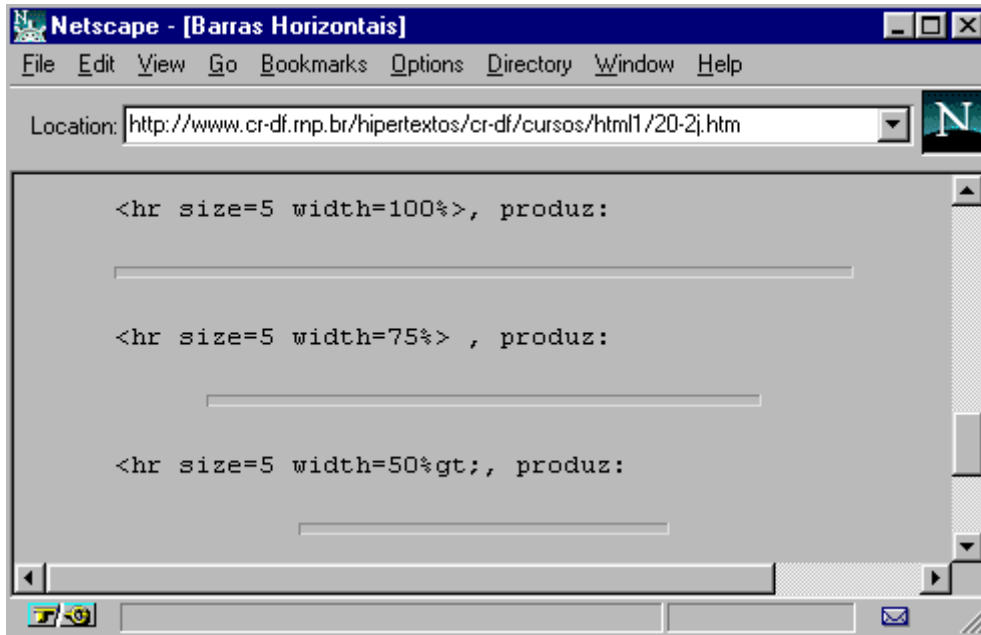 Netscape - [Barras Horizontais]
File Edit View Go Bookmarks Options Directory Window Help
Location: http://www.cr-df.rnp.br/hipertextos/cr-df/cursos/html1/20-2j.htm
N
<hr size=5 width=100%>, produz:
<hr size=5 width=75%> , produz:
<hr size=5 width=50%gt;, produz: